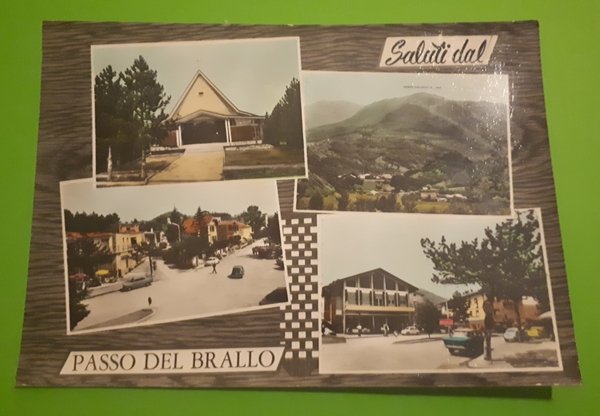 Saluti dal
PASSO DEL BRALLO